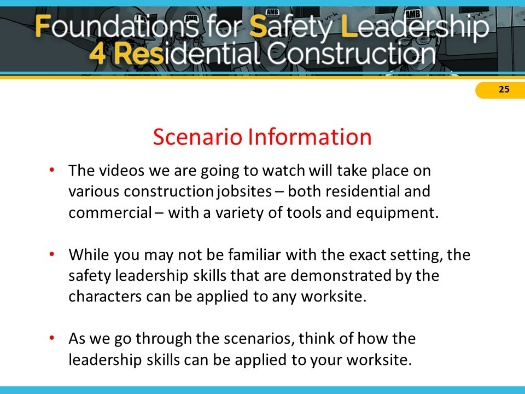 Foundations for Safety Leadership
4 Residential Construction
25
Scenario Information
• The videos we are going to watch will take place on
various construction jobsites – both residential and
commercial – with a variety of tools and equipment.
• While you may not be familiar with the exact setting, the
safety leadership skills that are demonstrated by the
characters can be applied to any worksite.
• As we go through the scenarios, think of how the
leadership skills can be applied to your worksite.